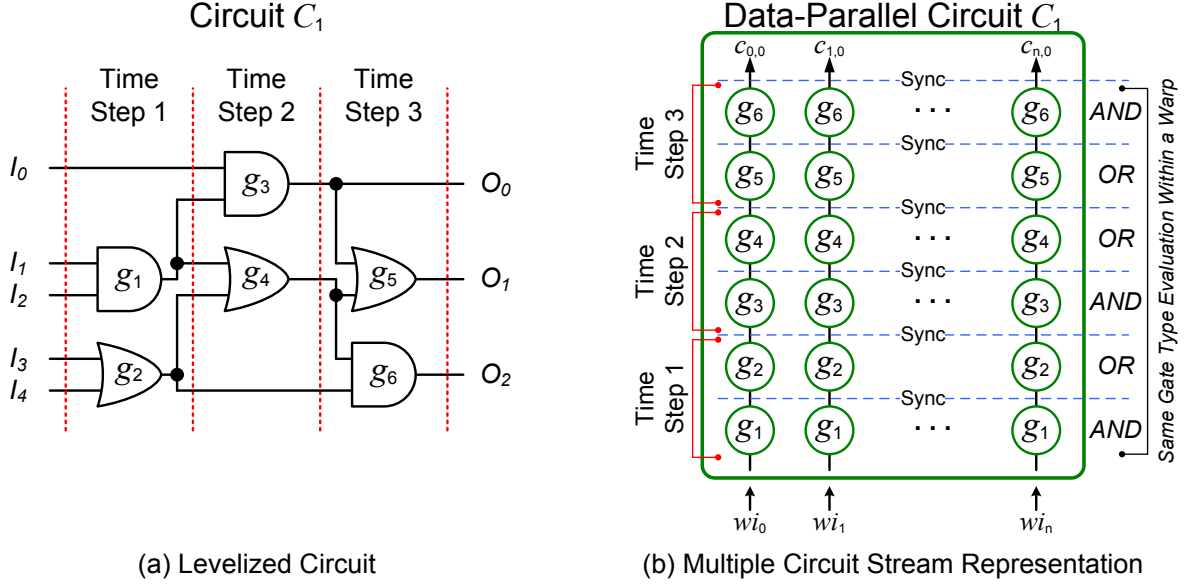 Circuit C1
Time Step 1
Time Step 2
Time Step 3
I0
g3
O0
I1
I2
g1
g4
g5
O1
I3
I4
g2
g6
O2
(a) Levelized Circuit
Data-Parallel Circuit C1
c0,0 c1,0 cn,0
Sync
g6 g6 · · · g6 AND
Sync
g5 g5 g5 OR
Sync
g4 g4 · · · g4 OR
Sync
g3 g3 · · · g3 AND
Sync
g2 g2 g2 OR
Sync
g1 g1 · · · g1 AND
Time Step 3
Time Step 2
Time Step 1
Same Gate Type Evaluation Within a Warp
wi0 wi1 win
(b) Multiple Circuit Stream Representation